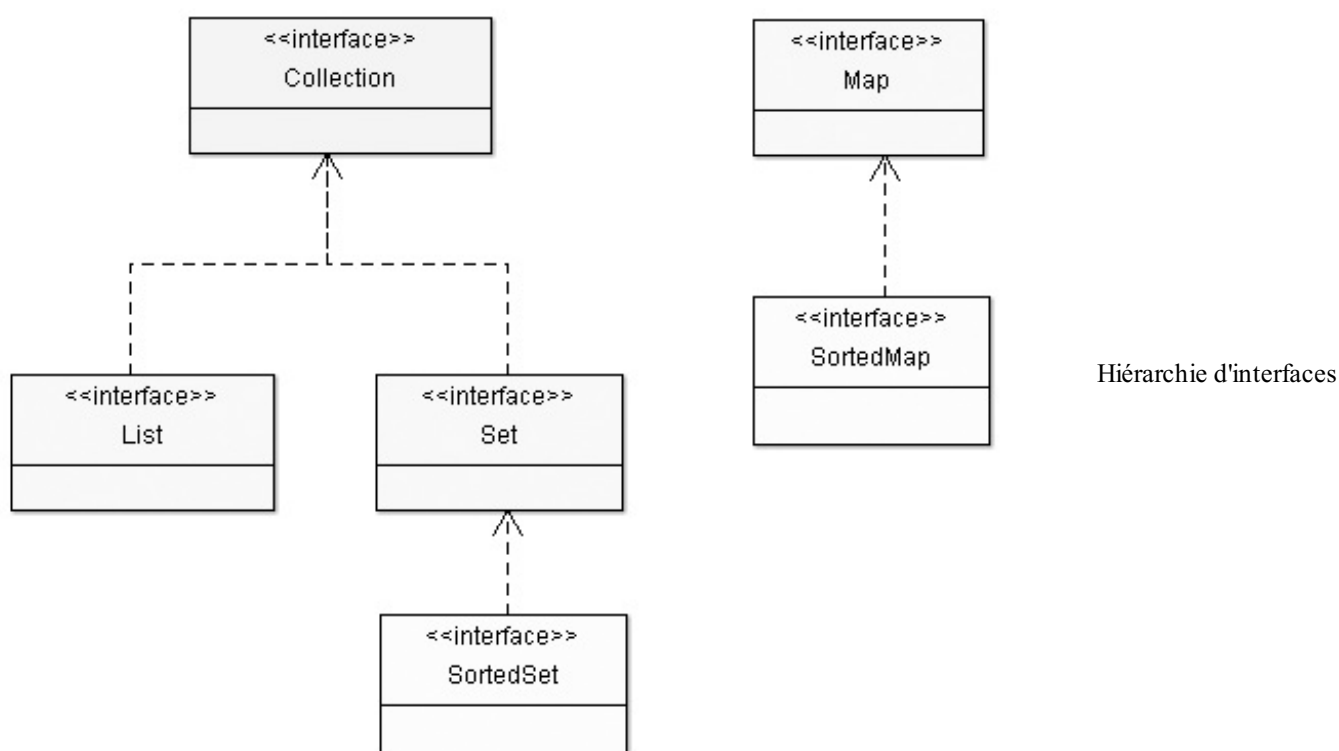 <<interface>>
Collection
<<interface>>
Map
<<interface>>
SortedMap
Hiérarchie d'interfaces
<<interface>>
List
<<interface>>
Set
<<interface>>
SortedSet